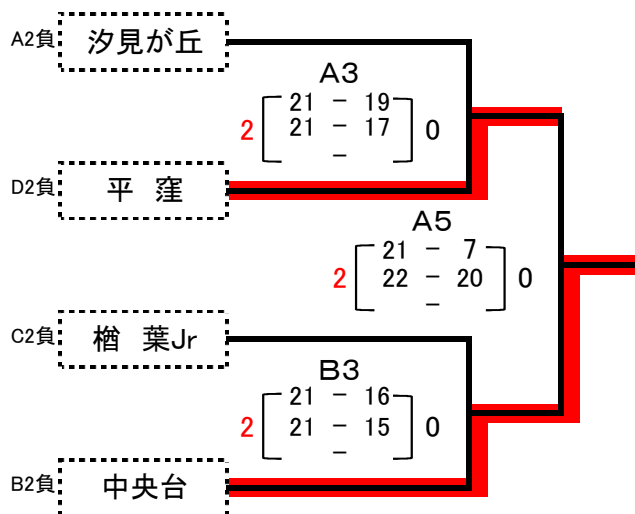 A2負 汐見が丘
A3
21 - 19
2 21 - 17 0
-
D2負 平 窪
A5
21 - 7
2 22 - 20 0
-
C2負 楢 葉Jr
B3
21 - 16
2 21 - 15 0
-
B2負 中央台